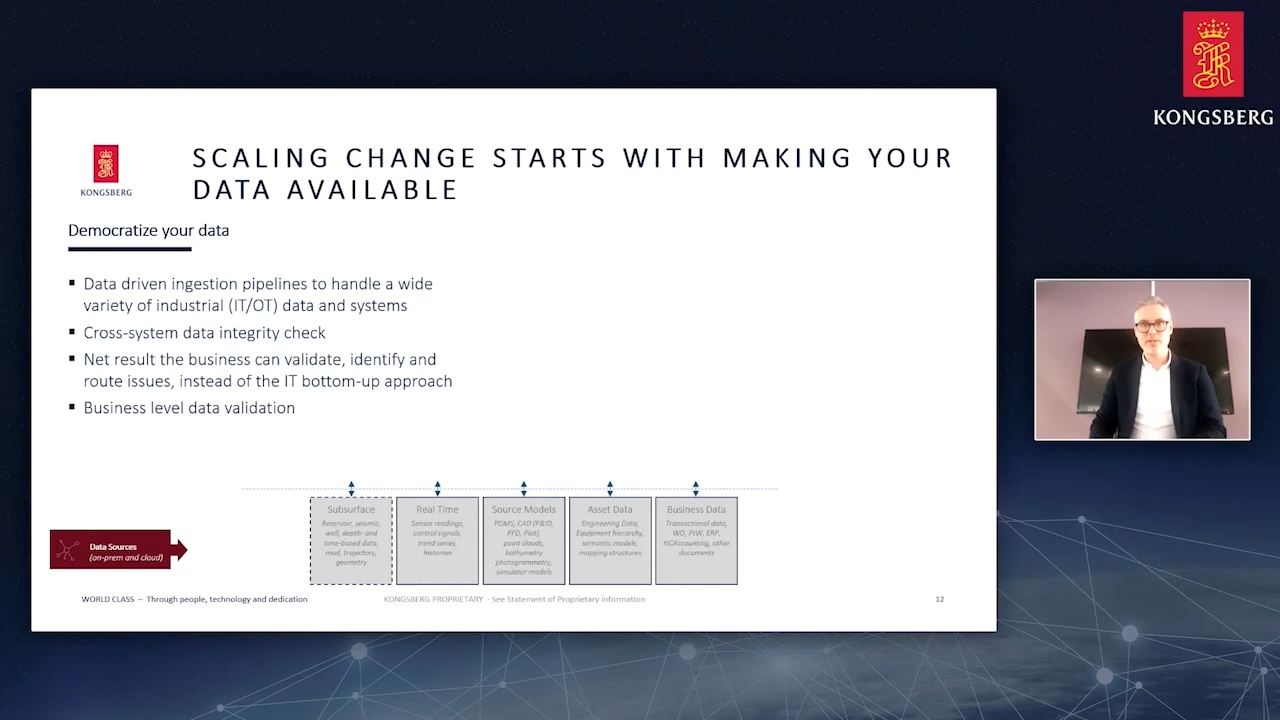 KONGSBERG
KONGSBERG
SCALING CHANGE STARTS WITH MAKING YOUR
DATA AVAILABLE
Democratize your data
Data driven ingestion pipelines to handle a wide
variety of industrial (IT/OT) data and systems
Cross-system data integrity check
Net result the business can validate, identify and
route issues, instead of the IT bottom-up approach
Business level data validation
Data Sources
(on-prem and cloud)
Subsurface
Reservoir, seismic,
well, depth- and
time-based data,
mud, trajectory,
geometry
Real Time
Sensor readings,
control signals,
trend series,
historian
Source Models
PDMS, CAD (P&ID,
PFD, Plot),
point clouds,
bathymetry
photogrammetry,
simulator models
Asset Data
Engineering Data,
Equipment hierarchy,
semantic models,
mapping structures
Business Data
Transactional data,
WO, PtW, ERP,
HCAccounting, other
documents
WORLD CLASS – Through people, technology and dedication
KONGSBERG PROPRIETARY - See Statement of Proprietary information
12